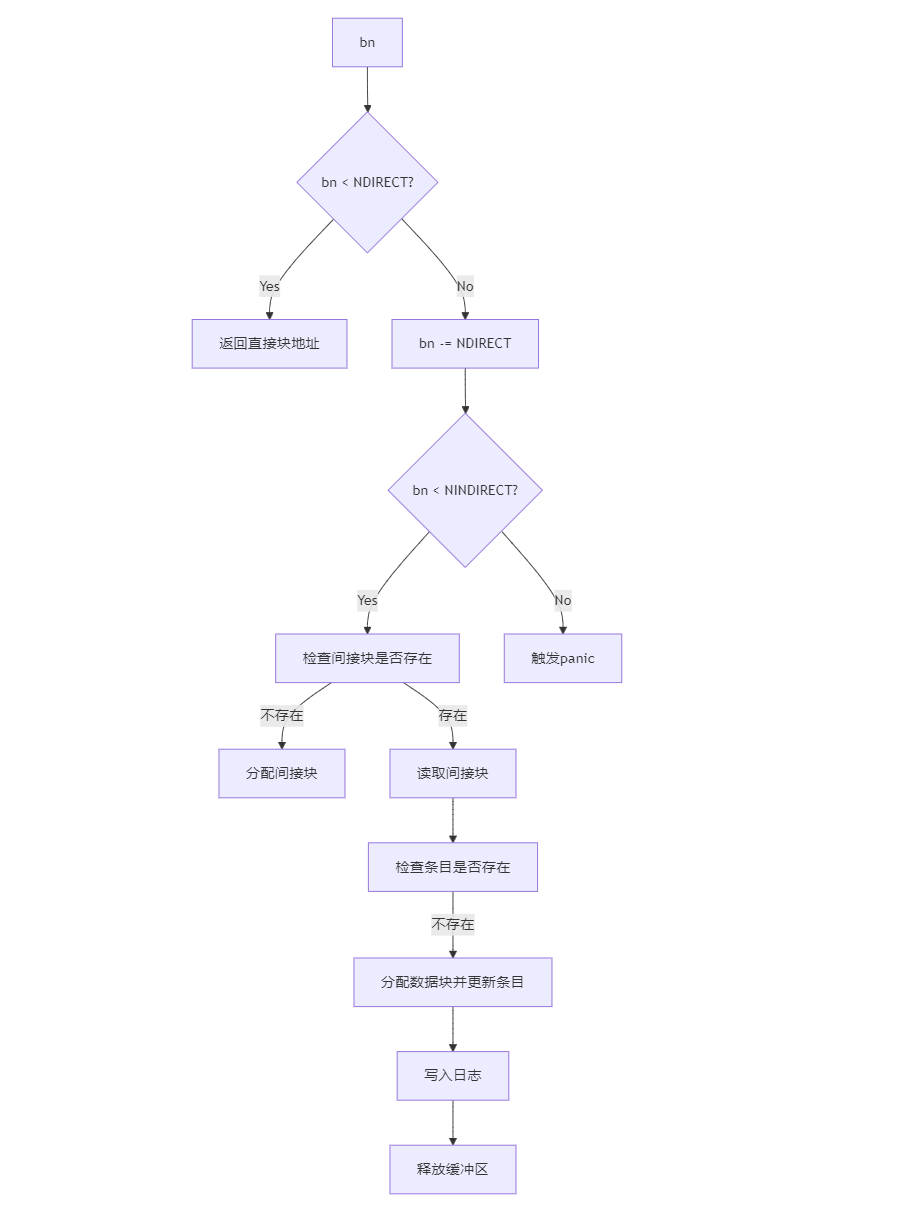 bn
bn < NDIRECT?
Yes
No
返回直接块地址
bn -= NDIRECT
bn < NINDIRECT?
Yes
No
检查间接块是否存在
触发panic
不存在
存在
分配间接块
读取间接块
检查条目是否存在
不存在
分配数据块并更新条目
写入日志
释放缓冲区